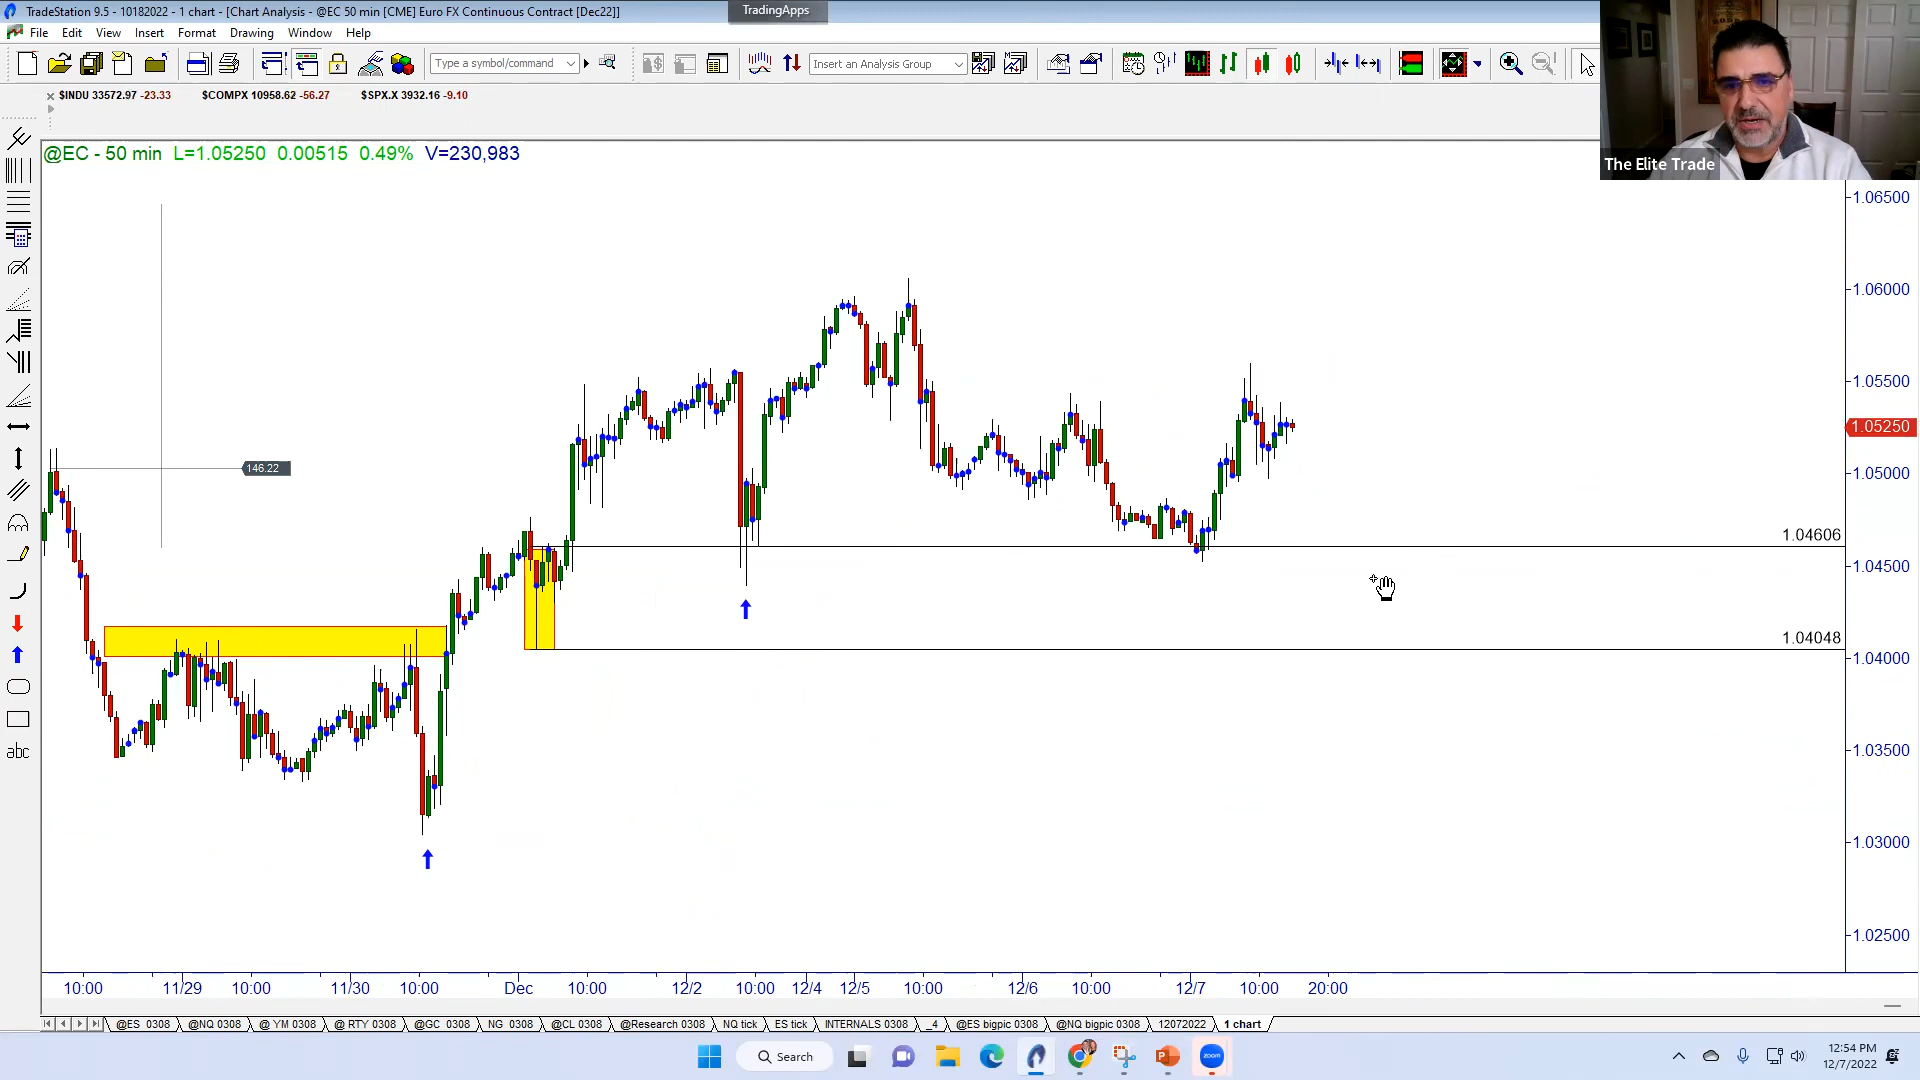 TradeStation 9.5 - 10182022 - 1 chart - [Chart Analysis - @EC 50 min [CME] Euro FX Continuous Contract [Dec22]]
TradingApps
File Edit View Insert Format Drawing Window Help
Type a symbol/command
Insert an Analysis Group
$INDU 33572.97 -23.33 $COMPX 10958.62 -56.27 $SPX.X 3932.16 -9.10
@EC - 50 min L=1.05250 0.00515 0.49% V=230,983
The Elite Trade
1.06500
1.06000
1.05500
1.05250
1.05000
146.22
1.04606
1.04500
1.04048
1.04000
1.03500
1.03000
1.02500
abc
10:00 11/29 10:00 11/30 10:00 Dec 10:00 12/2 10:00 12/4 12/5 10:00 12/6 10:00 12/7 10:00 20:00
@ES 0308 @NQ 0308 @ YM 0308 @ RTY 0308 @GC 0308 NG 0308 @CL 0308 @Research 0308 NQ tick ES tick INTERNALS 0308 _4 @ES bigpic 0308 @NQ bigpic 0308 12072022 1 chart
Search
zoom
12:54 PM
12/7/2022